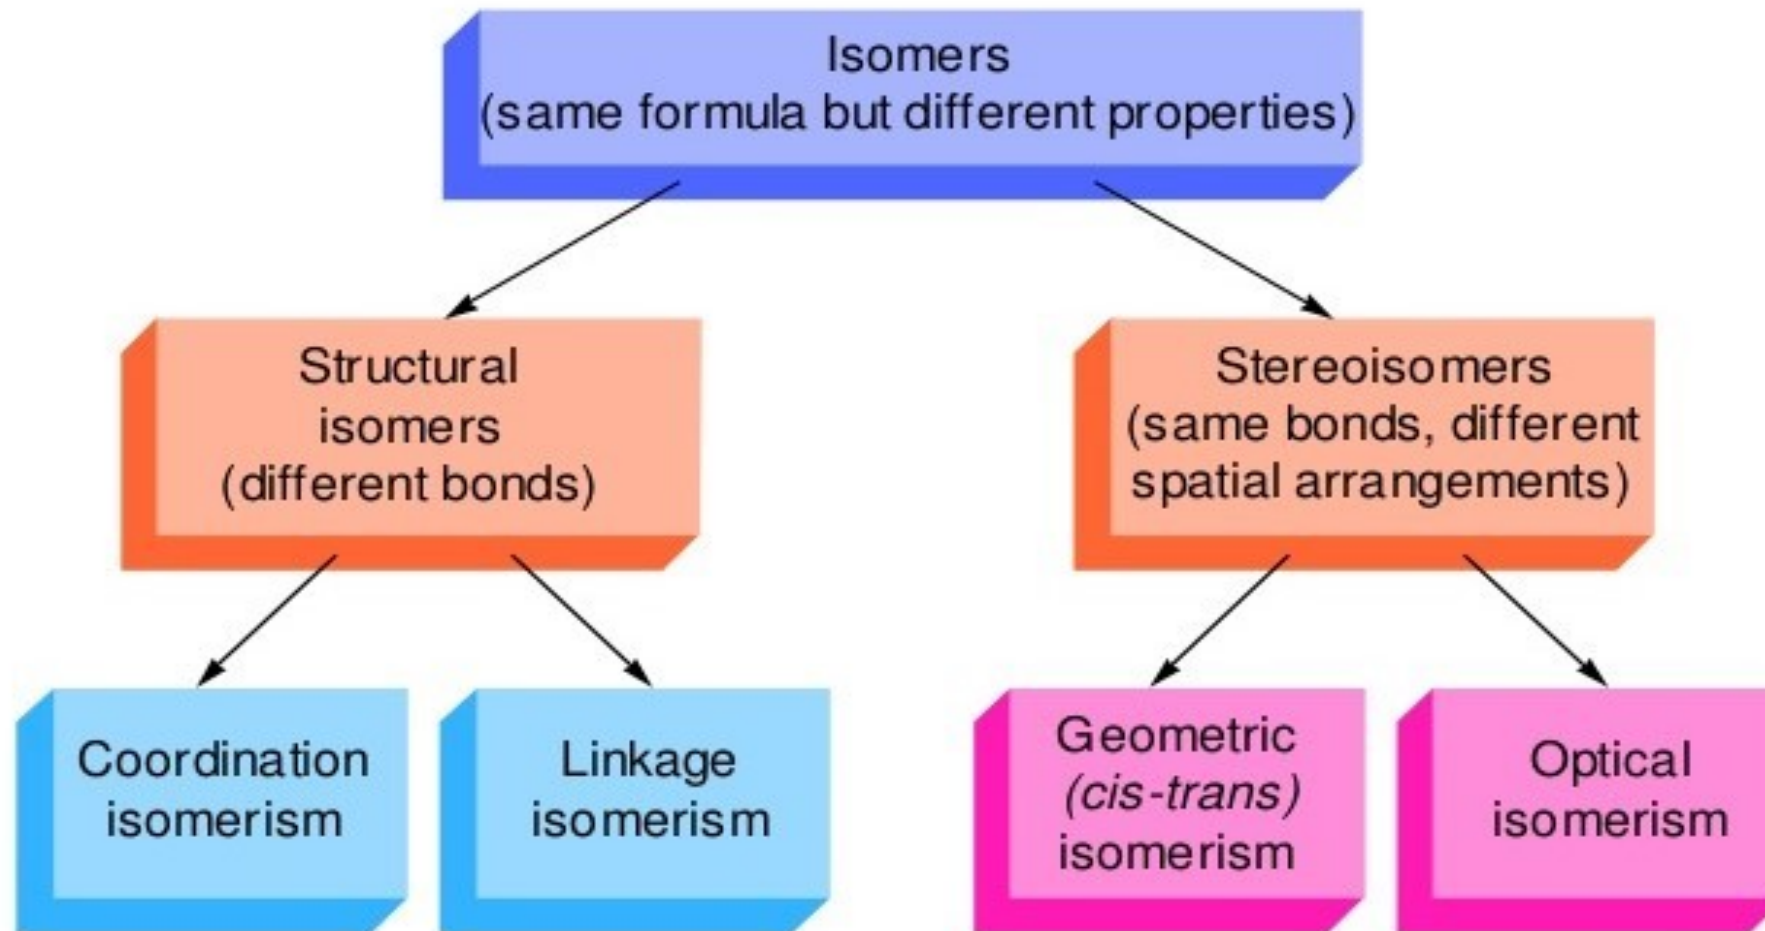 Isomers
(same formula but different properties)
Structural
isomers
(different bonds)
Stereoisomers
(same bonds, different
spatial arrangements)
Coordination
isomerism
Linkage
isomerism
Geometric
(cis-trans)
isomerism
Optical
isomerism